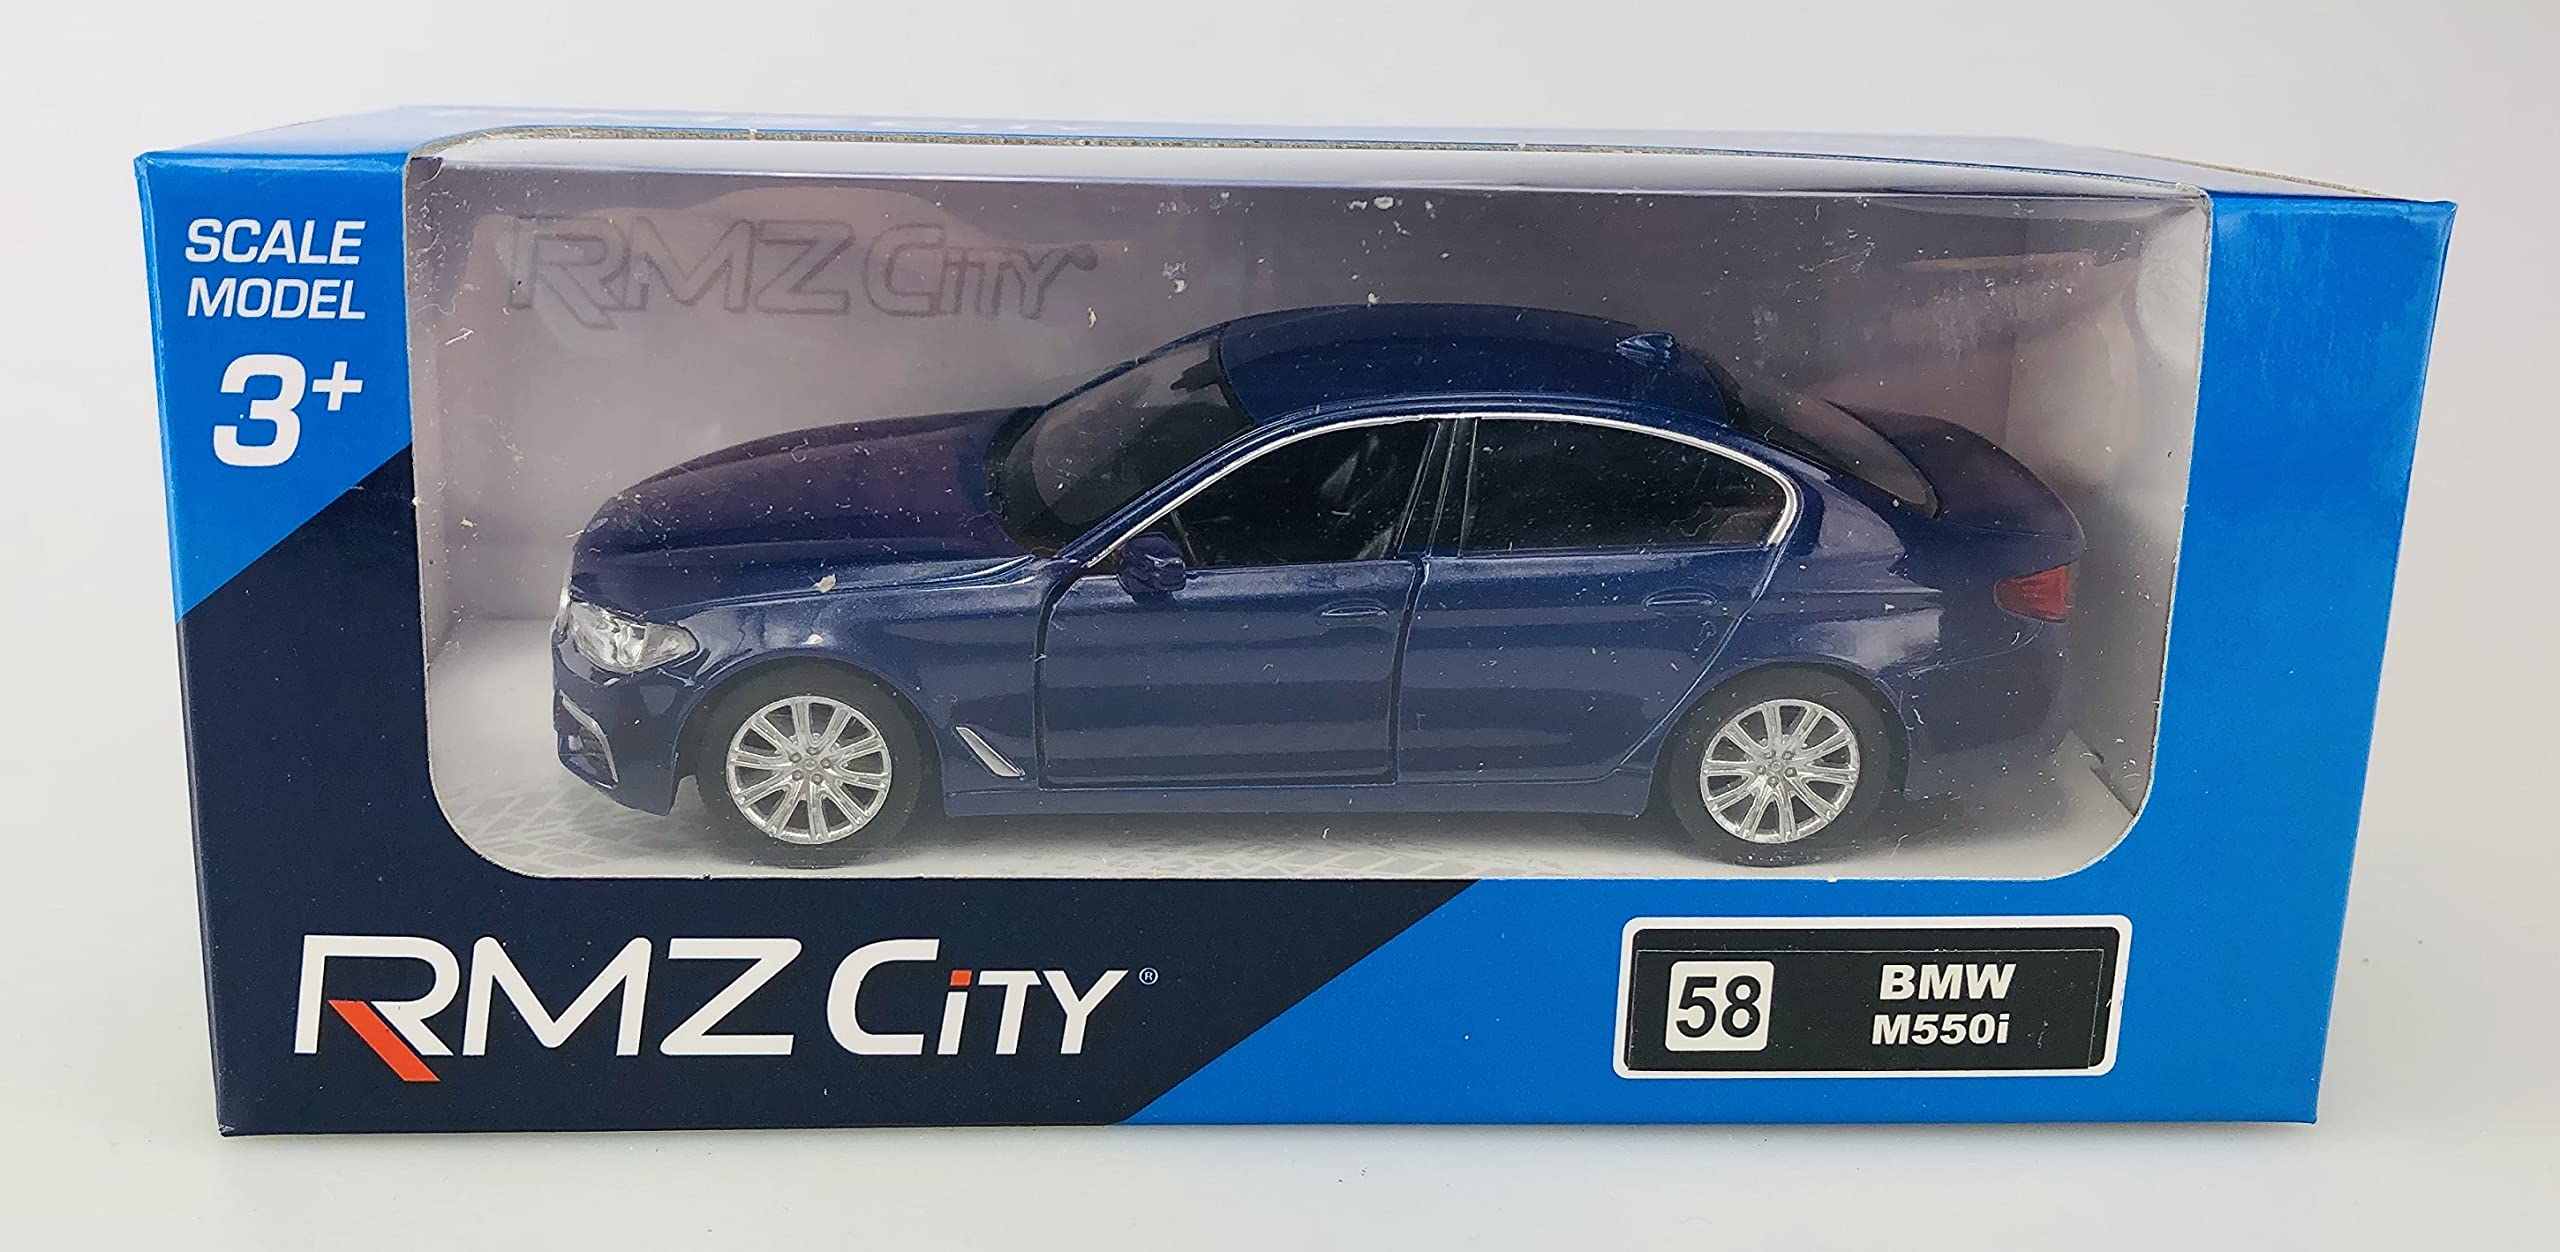 SCALE
MODEL
3+
RMZ CiTY
RMZ CiTY®
58
BMW
M550i